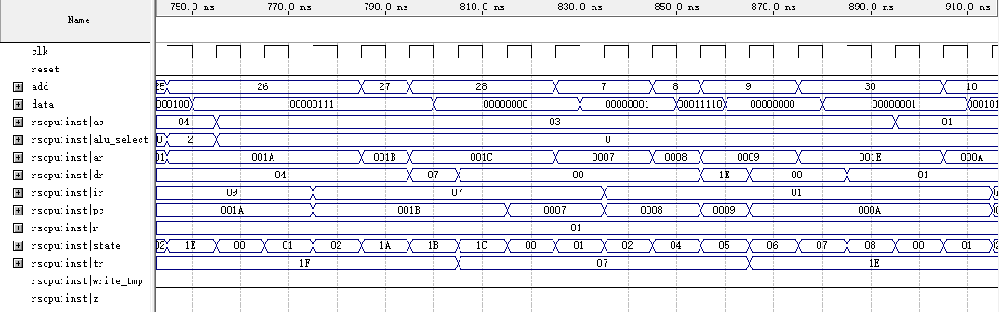 Name 750.0 ns 770.0 ns 790.0 ns 810.0 ns 830.0 ns 850.0 ns 870.0 ns 890.0 ns 910.0 ns
clk
reset
add 26 27 28 7 8 9 30 10
data 000100 00000111 00000000 00000001 00011110 00000000 00000001 000101
rscpu:inst|ac 04 03 01
rscpu:inst|alu_select 2 0
rscpu:inst|ar 001A 001B 001C 0007 0008 0009 001E 000A
rscpu:inst|dr 04 07 00 1E 00 01
rscpu:inst|ir 09 07 01
rscpu:inst|pc 001A 001B 0007 0008 0009 000A
rscpu:inst|r 01
rscpu:inst|state 02 1E 00 01 02 1A 1B 1C 00 01 02 04 05 06 07 08 00 01
rscpu:inst|tr 1F 07 1E
rscpu:inst|write_tmp
rscpu:inst|z